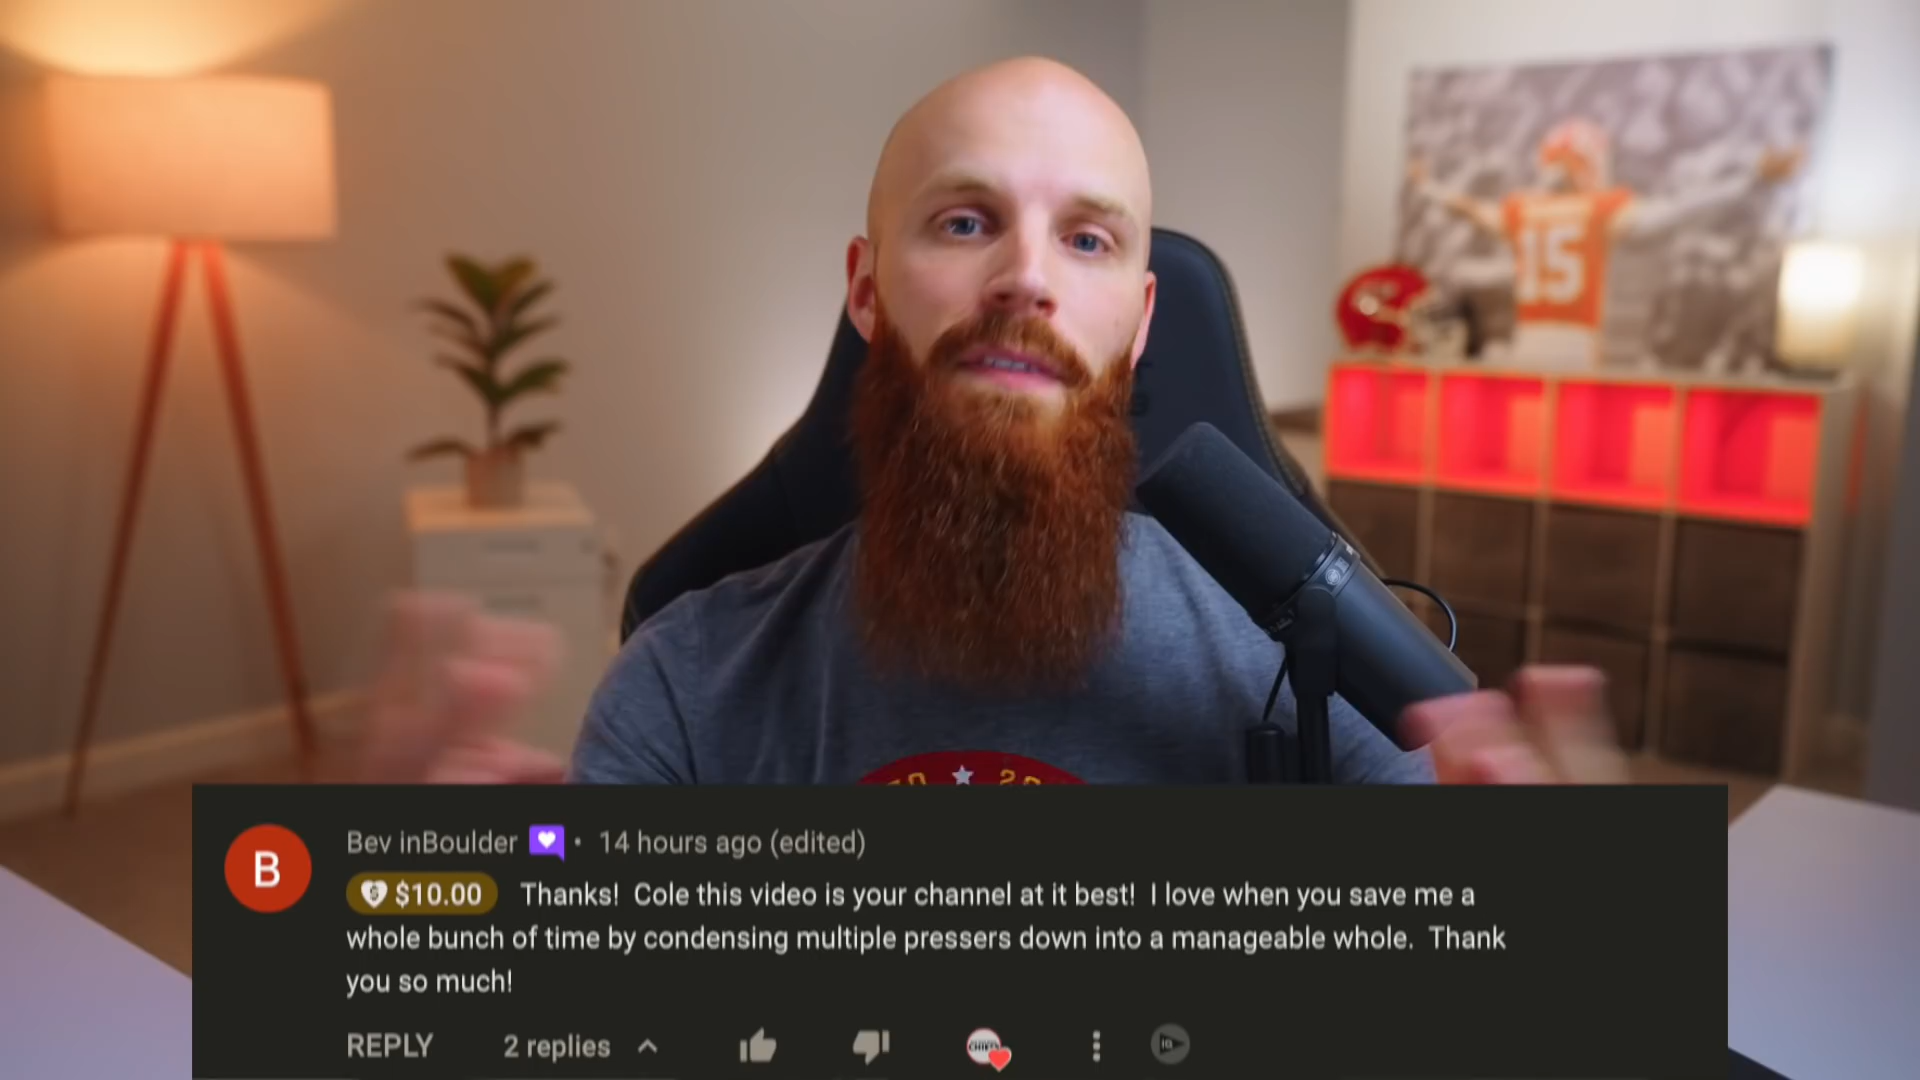 15
Bev inBoulder • 14 hours ago (edited)
$10.00 Thanks! Cole this video is your channel at it best! I love when you save me a
whole bunch of time by condensing multiple pressers down into a manageable whole. Thank
you so much!
REPLY 2 replies